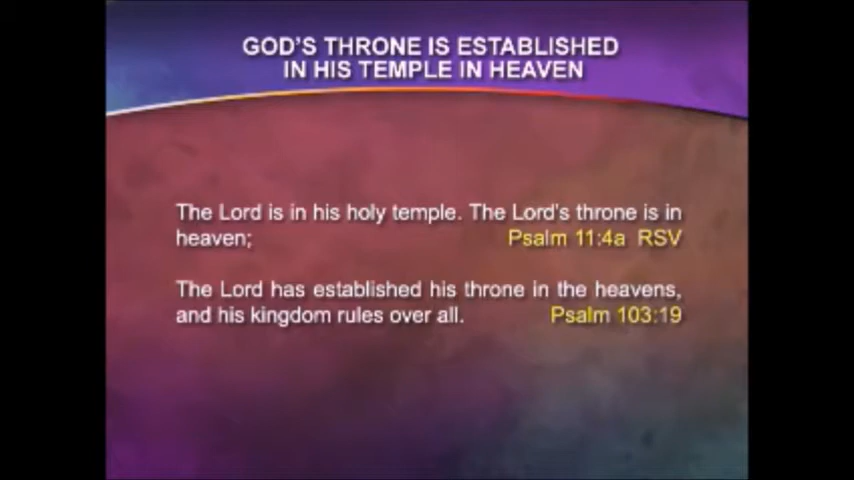 GOD'S THRONE IS ESTABLISHED
IN HIS TEMPLE IN HEAVEN
The Lord is in his holy temple. The Lord's throne is in
heaven; Psalm 11:4a RSV
The Lord has established his throne in the heavens,
and his kingdom rules over all. Psalm 103:19